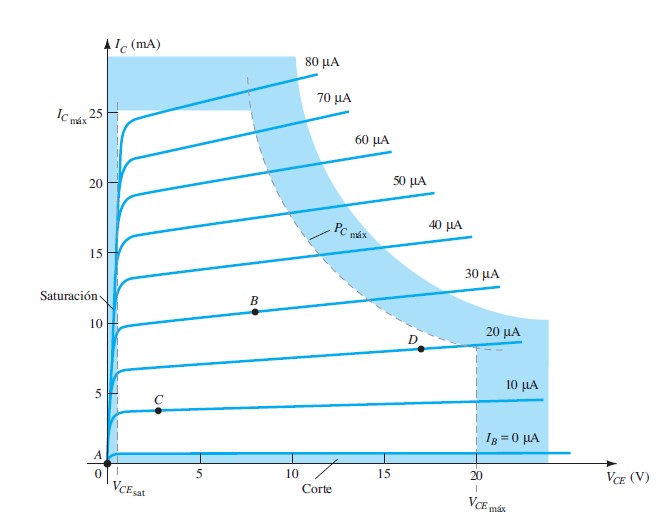 I_C (mA)
80 μA
70 μA
I_C máx 25
60 μA
20
50 μA
40 μA
P_C máx
15
30 μA
Saturación
B
10
20 μA
D
10 μA
5
C
I_B = 0 μA
A
0 5 10 15 20
V_CE (V)
V_CE sat
Corte
V_CE máx